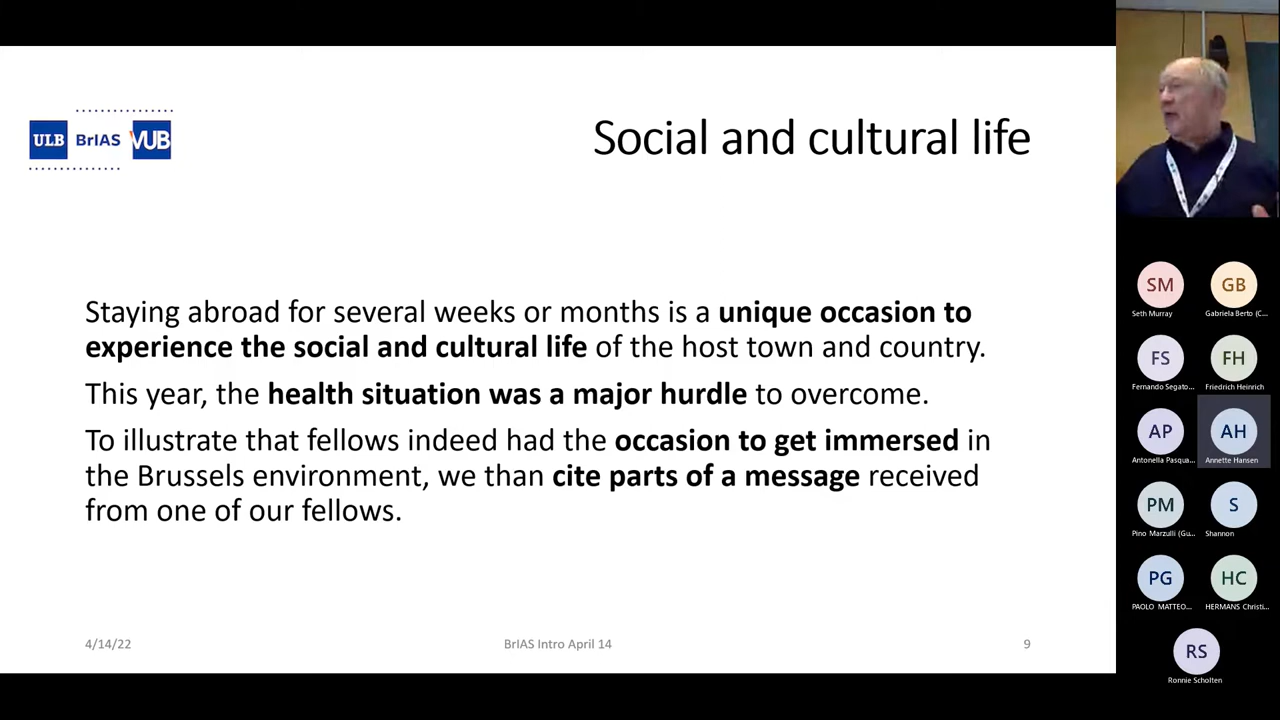 ULB BrIAS VUB
Social and cultural life
Staying abroad for several weeks or months is a unique occasion to
experience the social and cultural life of the host town and country.
This year, the health situation was a major hurdle to overcome.
To illustrate that fellows indeed had the occasion to get immersed in
the Brussels environment, we than cite parts of a message received
from one of our fellows.
4/14/22 BrIAS Intro April 14 9
SM GB
Seth Murray Gabriela Berto (C...
FS FH
Fernando Segato... Friedrich Heinrich
AP AH
Antonella Pasqua... Annette Hansen
PM S
Pino Marzulli (Gu... Shannon
PG HC
PAOLO MATTEO... HERMANS Christi...
RS
Ronnie Scholten